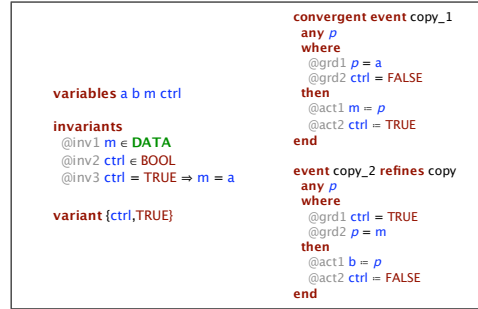 variables a b m ctrl
invariants
@inv1 m ∈ DATA
@inv2 ctrl ∈ BOOL
@inv3 ctrl = TRUE ⇒ m = a
variant {ctrl,TRUE}
convergent event copy_1
any p
where
@grd1 p = a
@grd2 ctrl = FALSE
then
@act1 m ≔ p
@act2 ctrl ≔ TRUE
end
event copy_2 refines copy
any p
where
@grd1 ctrl = TRUE
@grd2 p = m
then
@act1 b ≔ p
@act2 ctrl ≔ FALSE
end